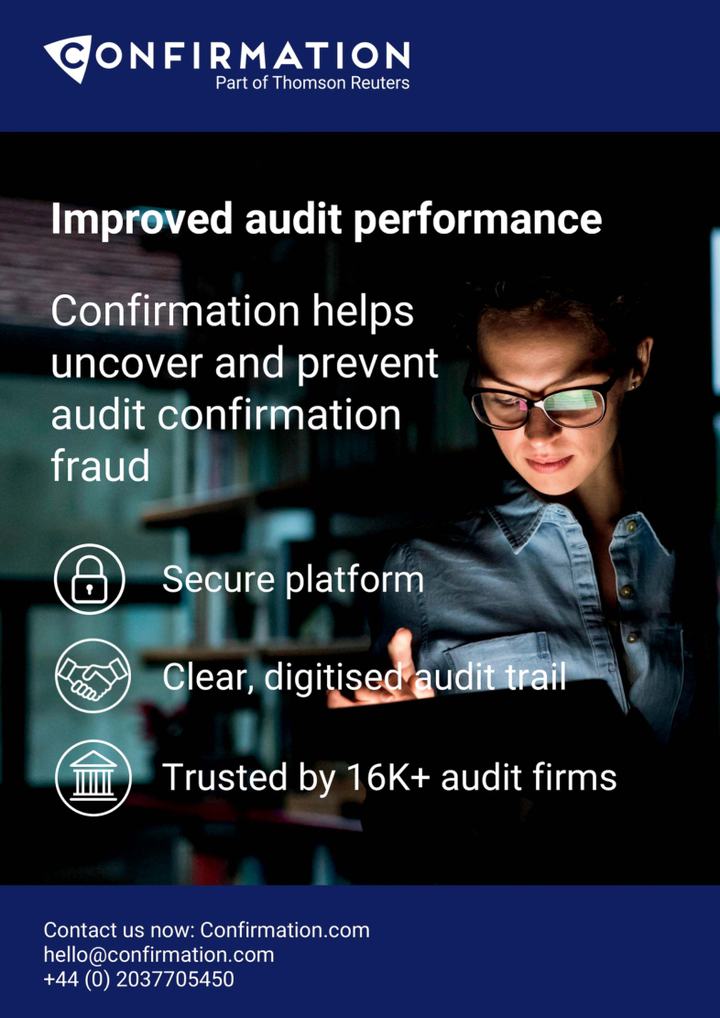 CONFIRMATION
Part of Thomson Reuters
Improved audit performance
Confirmation helps
uncover and prevent
audit confirmation
fraud
Secure platform
Clear, digitised audit trail
Trusted by 16K+ audit firms
Contact us now: Confirmation.com
hello@confirmation.com
+44 (0) 2037705450